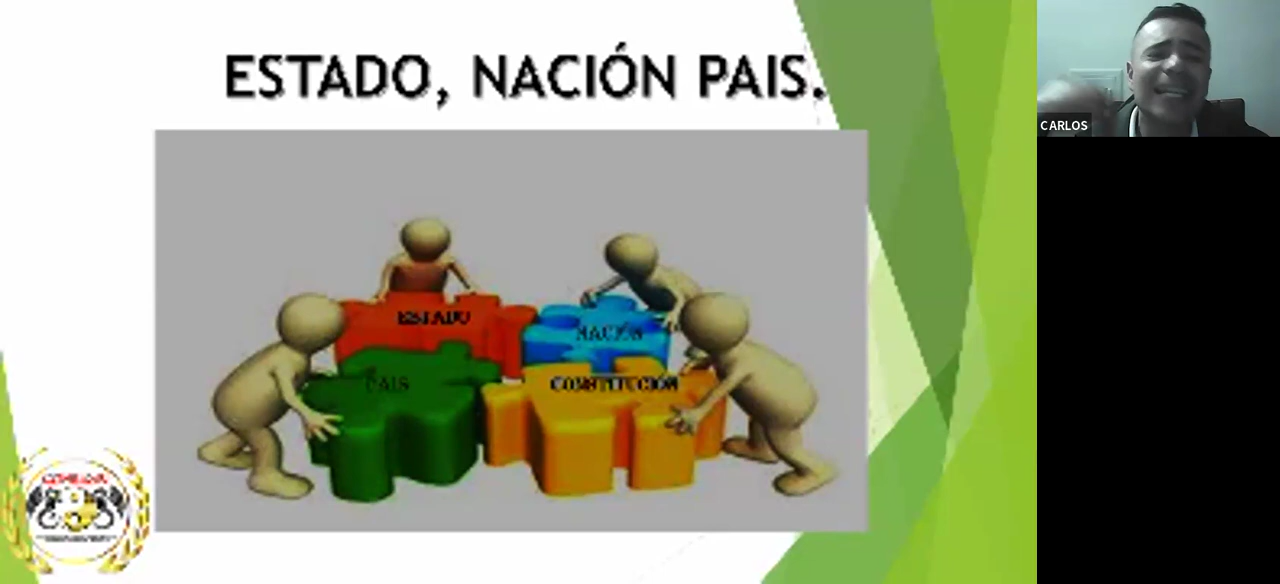 ESTADO, NACIÓN PAIS.
ESTADO
NACIÓN
PAIS
CONSTITUCIÓN
CARLOS